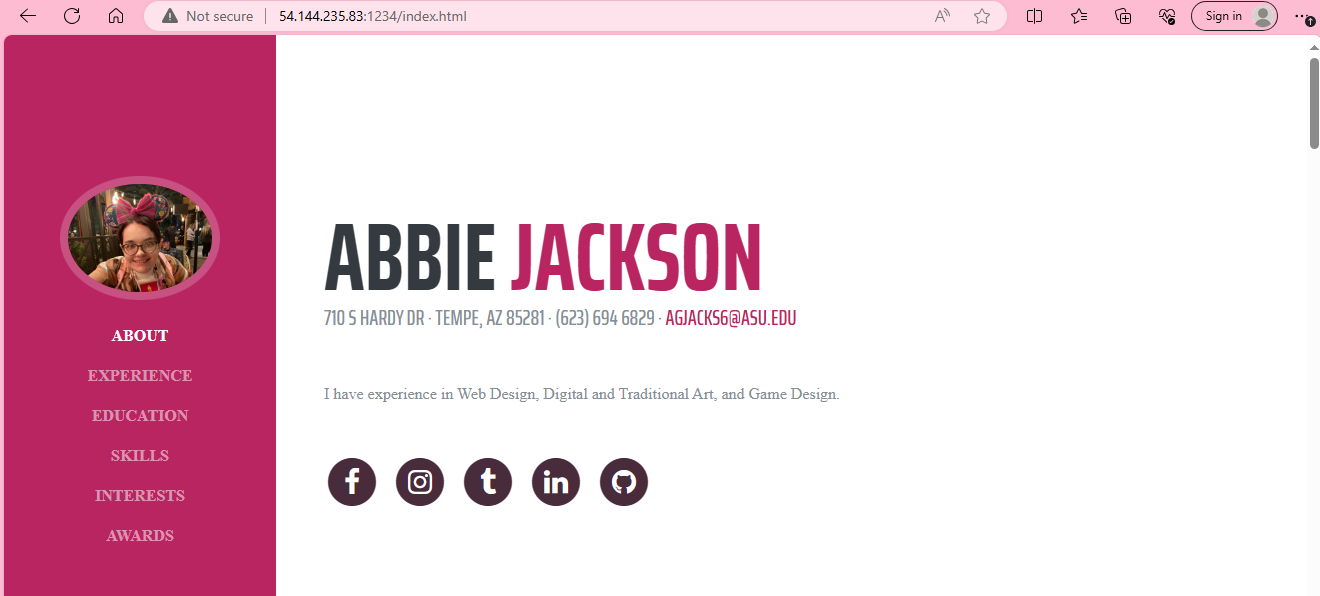 Not secure 54.144.235.83:1234/index.html Sign in
ABOUT
EXPERIENCE
EDUCATION
SKILLS
INTERESTS
AWARDS
ABBIE JACKSON
710 S HARDY DR · TEMPE, AZ 85281 · (623) 694 6829 · AGJACKS6@ASU.EDU
I have experience in Web Design, Digital and Traditional Art, and Game Design.